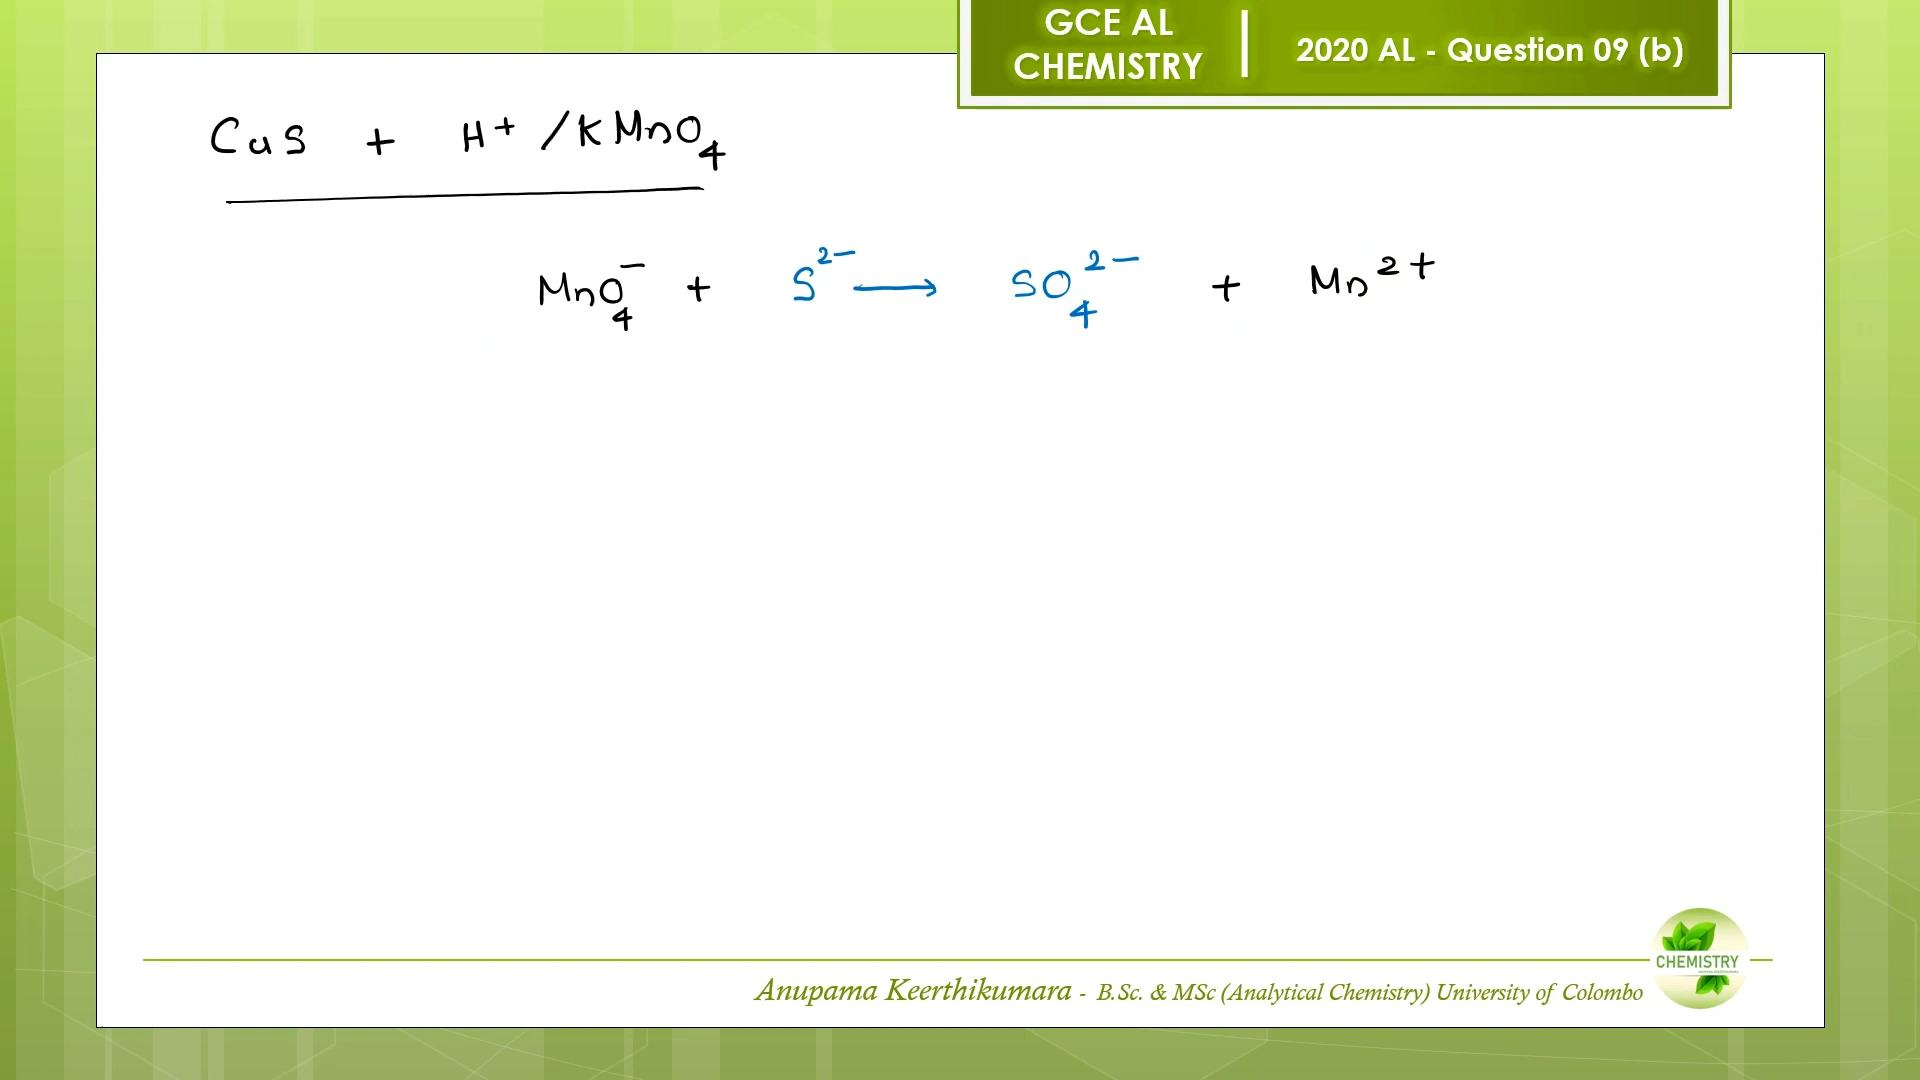 GCE AL
CHEMISTRY
2020 AL - Question 09 (b)
CuS + H⁺ /KMnO₄
MnO₄⁻ + S²⁻ → SO₄²⁻ + Mn²⁺
CHEMISTRY
Anupama Keerthikumara - B.Sc. & MSc (Analytical Chemistry) University of Colombo